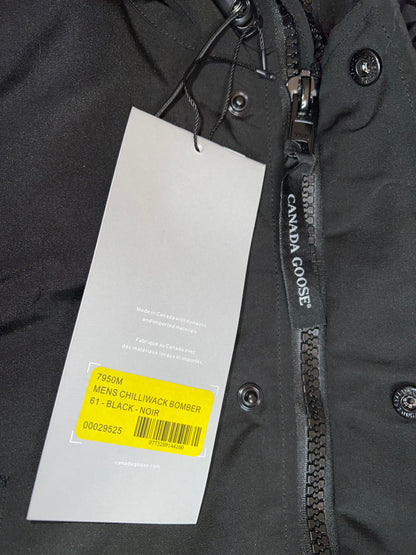 CANADA GOOSE®
Made in Canada with domestic
and imported materials.
Fabriqué au Canada avec
des matériaux locaux et importés.
7950M
MENS CHILLIWACK BOMBER
61 - BLACK - NOIR
00029525
canadagoose.com